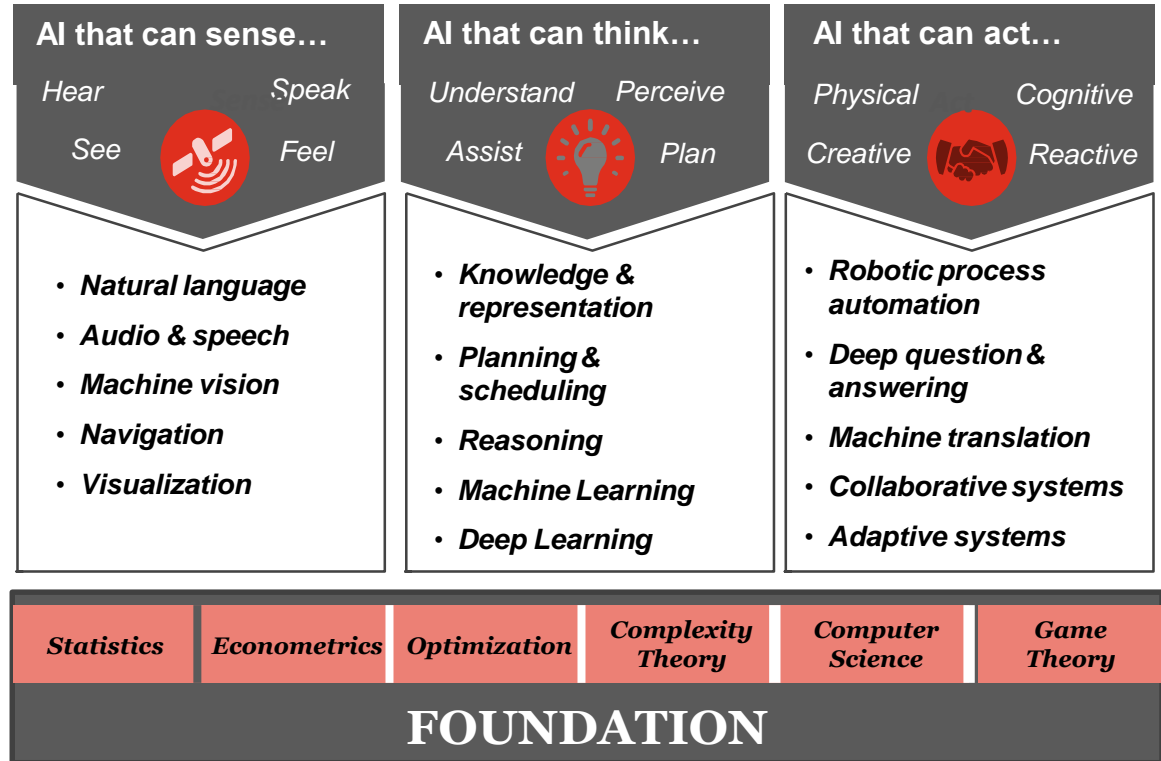 AI that can sense…
Hear
Speak
See
Feel
• Natural language
• Audio & speech
• Machine vision
• Navigation
• Visualization
AI that can think…
Understand
Perceive
Assist
Plan
• Knowledge &
representation
• Planning &
scheduling
• Reasoning
• Machine Learning
• Deep Learning
AI that can act…
Physical
Cognitive
Creative
Reactive
• Robotic process
automation
• Deep question &
answering
• Machine translation
• Collaborative systems
• Adaptive systems
Statistics
Econometrics
Optimization
Complexity
Theory
Computer
Science
Game
Theory
FOUNDATION